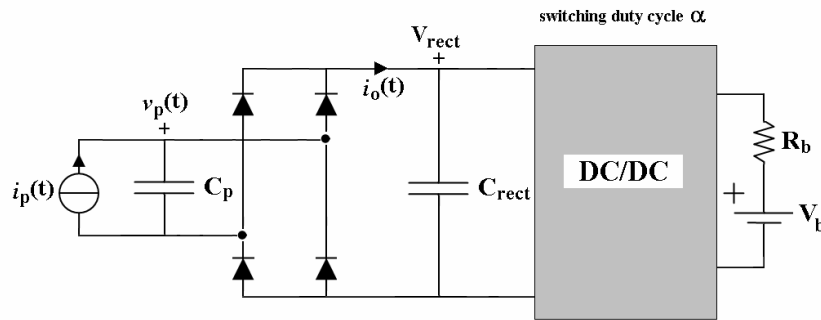 switching duty cycle α
V_rect
+
i_o(t)
v_p(t)
+
i_p(t)
C_p
C_rect
DC/DC
R_b
+
V_b